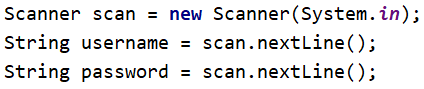 Scanner scan = new Scanner(System.in);
String username = scan.nextLine();
String password = scan.nextLine();